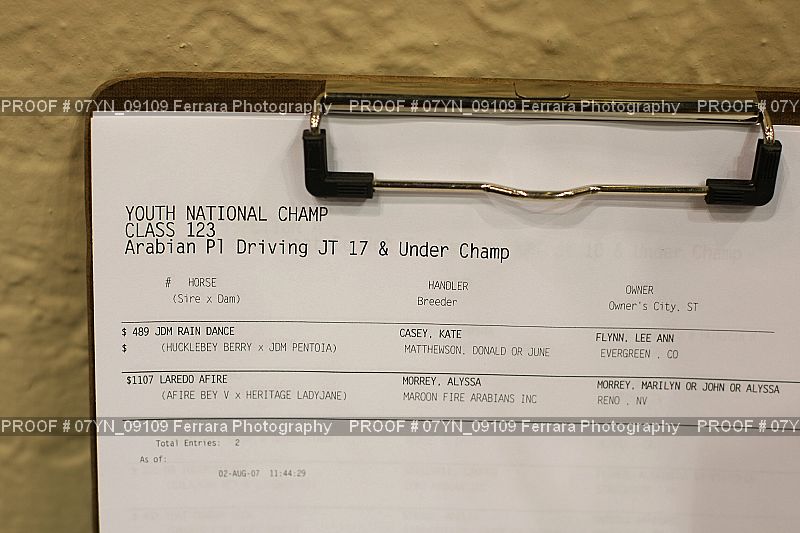 PROOF # 07YN_09109 Ferrara Photography PROOF # 07YN_09109 Ferrara Photography PROOF # 07Y
YOUTH NATIONAL CHAMP
CLASS 123
Arabian Pl Driving JT 17 & Under Champ
# HORSE HANDLER OWNER
(Sire x Dam) Breeder Owner's City, ST
$ 489 JDM RAIN DANCE CASEY, KATE FLYNN, LEE ANN
$ (HUCKLEBEY BERRY x JDM PENTOIA) MATTHEWSON, DONALD OR JUNE EVERGREEN , CO
$1107 LAREDO AFIRE MORREY, ALYSSA MORREY, MARILYN OR JOHN OR ALYSSA
(AFIRE BEY V x HERITAGE LADYJANE) MAROON FIRE ARABIANS INC RENO , NV
PROOF # 07YN_09109 Ferrara Photography PROOF # 07YN_09109 Ferrara Photography PROOF # 07Y
Total Entries: 2
As of:
02-AUG-07 11:44:29